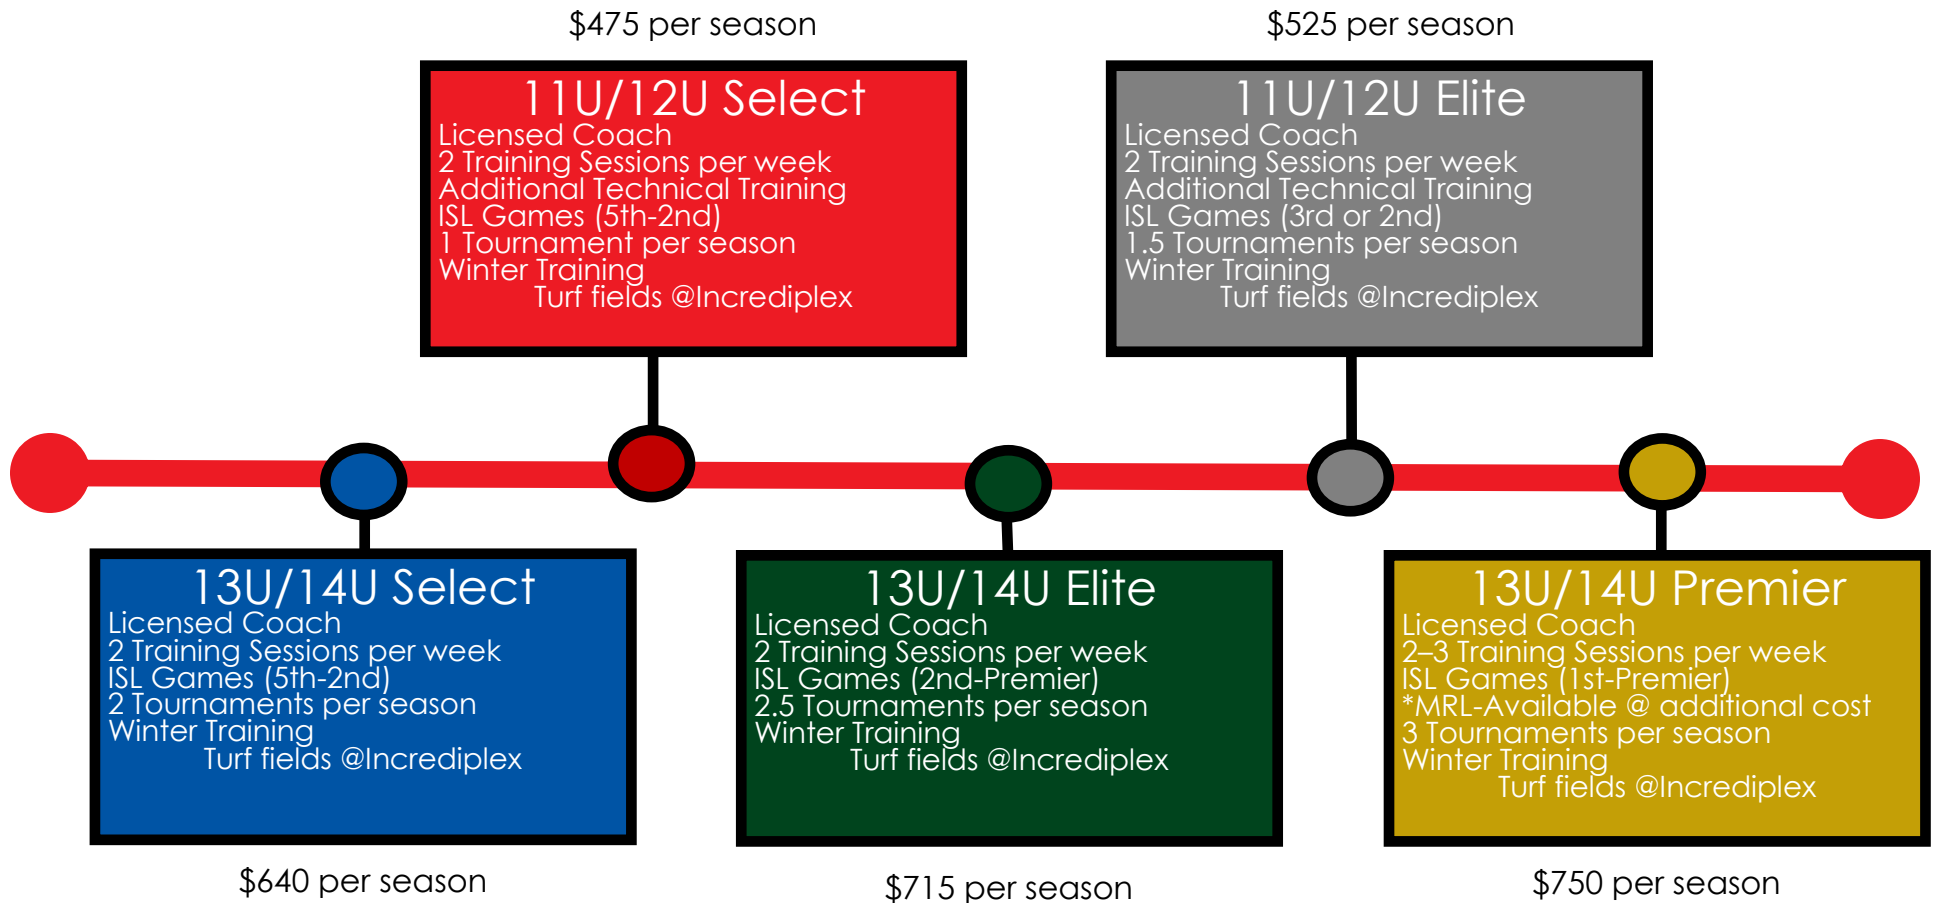 $475 per season
11U/12U Select
Licensed Coach
2 Training Sessions per week
Additional Technical Training
ISL Games (5th-2nd)
1 Tournament per season
Winter Training
Turf fields @Incrediplex
$525 per season
11U/12U Elite
Licensed Coach
2 Training Sessions per week
Additional Technical Training
ISL Games (3rd or 2nd)
1.5 Tournaments per season
Winter Training
Turf fields @Incrediplex
13U/14U Select
Licensed Coach
2 Training Sessions per week
ISL Games (5th-2nd)
2 Tournaments per season
Winter Training
Turf fields @Incrediplex
$640 per season
13U/14U Elite
Licensed Coach
2 Training Sessions per week
ISL Games (2nd-Premier)
2.5 Tournaments per season
Winter Training
Turf fields @Incrediplex
$715 per season
13U/14U Premier
Licensed Coach
2–3 Training Sessions per week
ISL Games (1st-Premier)
*MRL-Available @ additional cost
3 Tournaments per season
Winter Training
Turf fields @Incrediplex
$750 per season